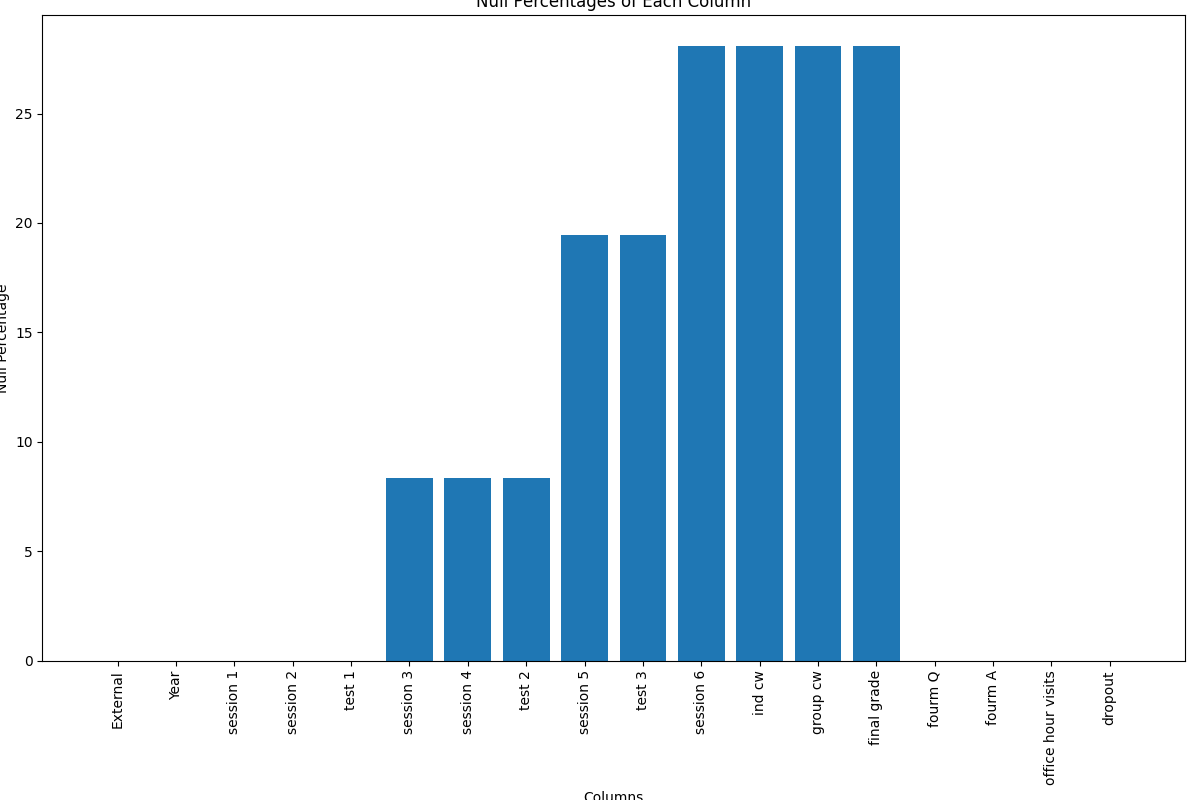 Null Percentages of Each Column
Null Percentage
25
20
15
10
5
0
External
Year
session 1
session 2
test 1
session 3
session 4
test 2
session 5
test 3
session 6
ind cw
group cw
final grade
fourm Q
fourm A
office hour visits
dropout
Columns